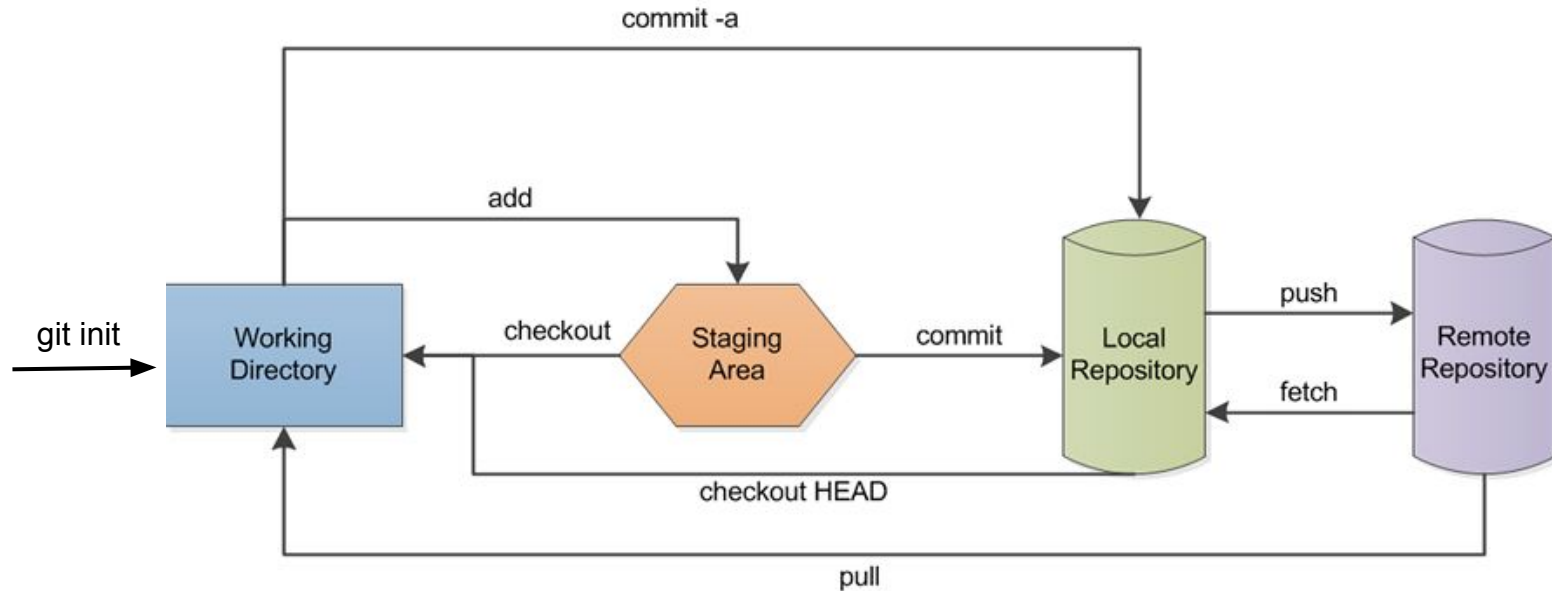 commit -a
add
git init
Working
Directory
checkout
Staging
Area
commit
Local
Repository
push
fetch
Remote
Repository
checkout HEAD
pull